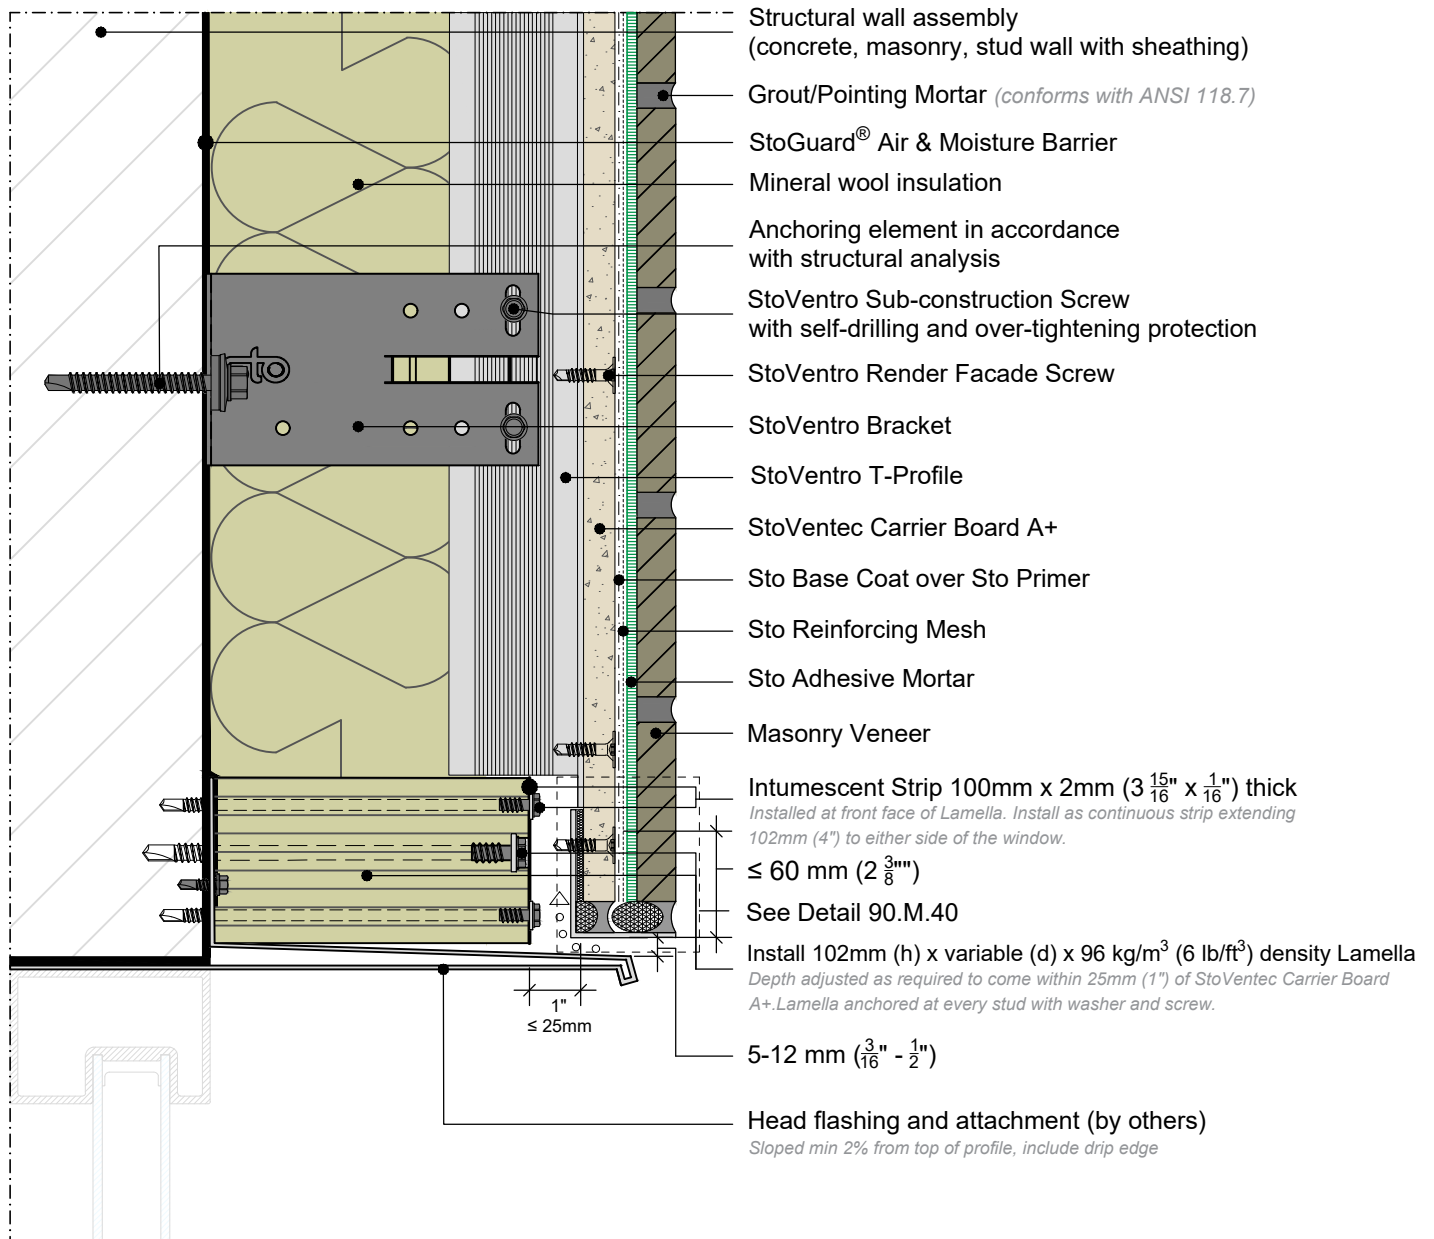 Structural wall assembly
(concrete, masonry, stud wall with sheathing)
Grout/Pointing Mortar (conforms with ANSI 118.7)
StoGuard® Air & Moisture Barrier
Mineral wool insulation
Anchoring element in accordance
with structural analysis
StoVentro Sub-construction Screw
with self-drilling and over-tightening protection
StoVentro Render Facade Screw
StoVentro Bracket
StoVentro T-Profile
StoVentec Carrier Board A+
Sto Base Coat over Sto Primer
Sto Reinforcing Mesh
Sto Adhesive Mortar
Masonry Veneer
Intumescent Strip 100mm x 2mm (3 15/16" x 1/16") thick
Installed at front face of Lamella. Install as continuous strip extending
102mm (4") to either side of the window.
≤ 60 mm (2 3/8"")
See Detail 90.M.40
Install 102mm (h) x variable (d) x 96 kg/m³ (6 lb/ft³) density Lamella
Depth adjusted as required to come within 25mm (1") of StoVentec Carrier Board
A+.Lamella anchored at every stud with washer and screw.
1"
≤ 25mm
5-12 mm (3/16" - 1/2")
Head flashing and attachment (by others)
Sloped min 2% from top of profile, include drip edge
sto